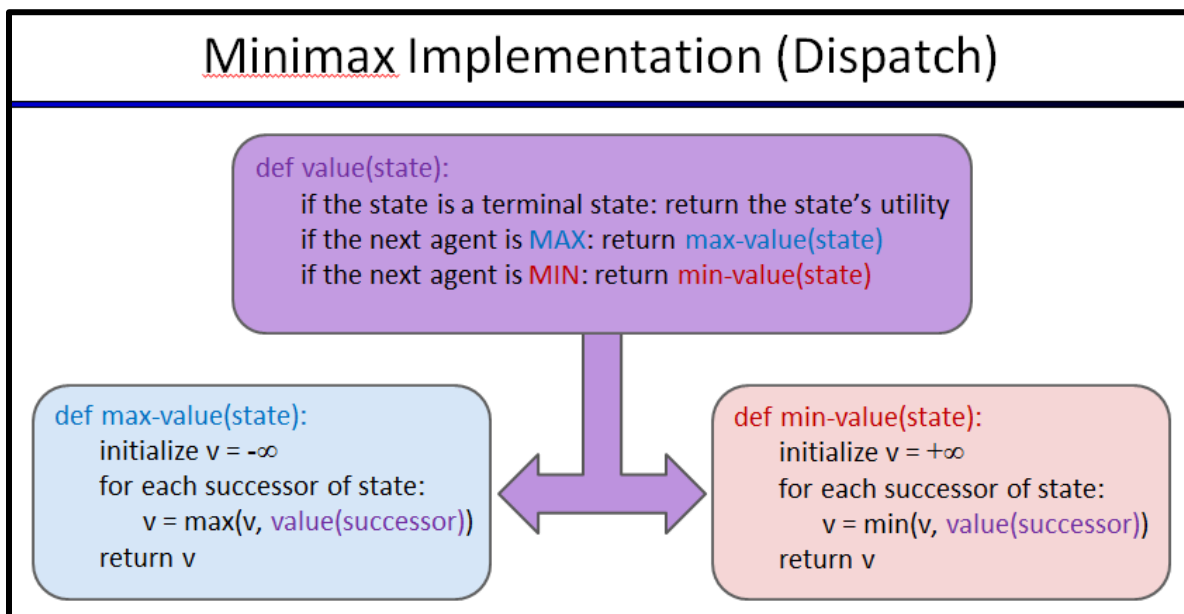 Minimax Implementation (Dispatch)
def value(state):
if the state is a terminal state: return the state’s utility
if the next agent is MAX: return max-value(state)
if the next agent is MIN: return min-value(state)
def max-value(state):
initialize v = -∞
for each successor of state:
v = max(v, value(successor))
return v
def min-value(state):
initialize v = +∞
for each successor of state:
v = min(v, value(successor))
return v